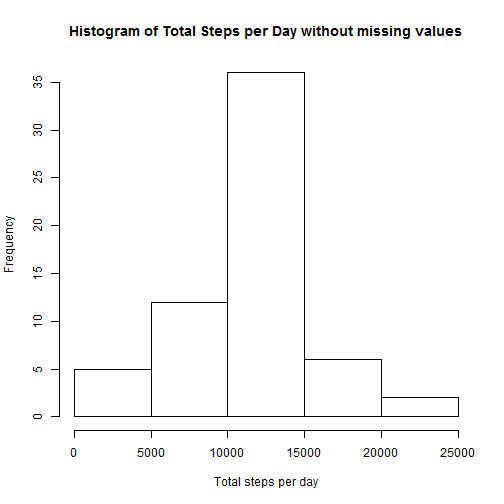 Histogram of Total Steps per Day without missing values
Frequency
35
30
25
20
15
10
5
0
0 5000 10000 15000 20000 25000
Total steps per day